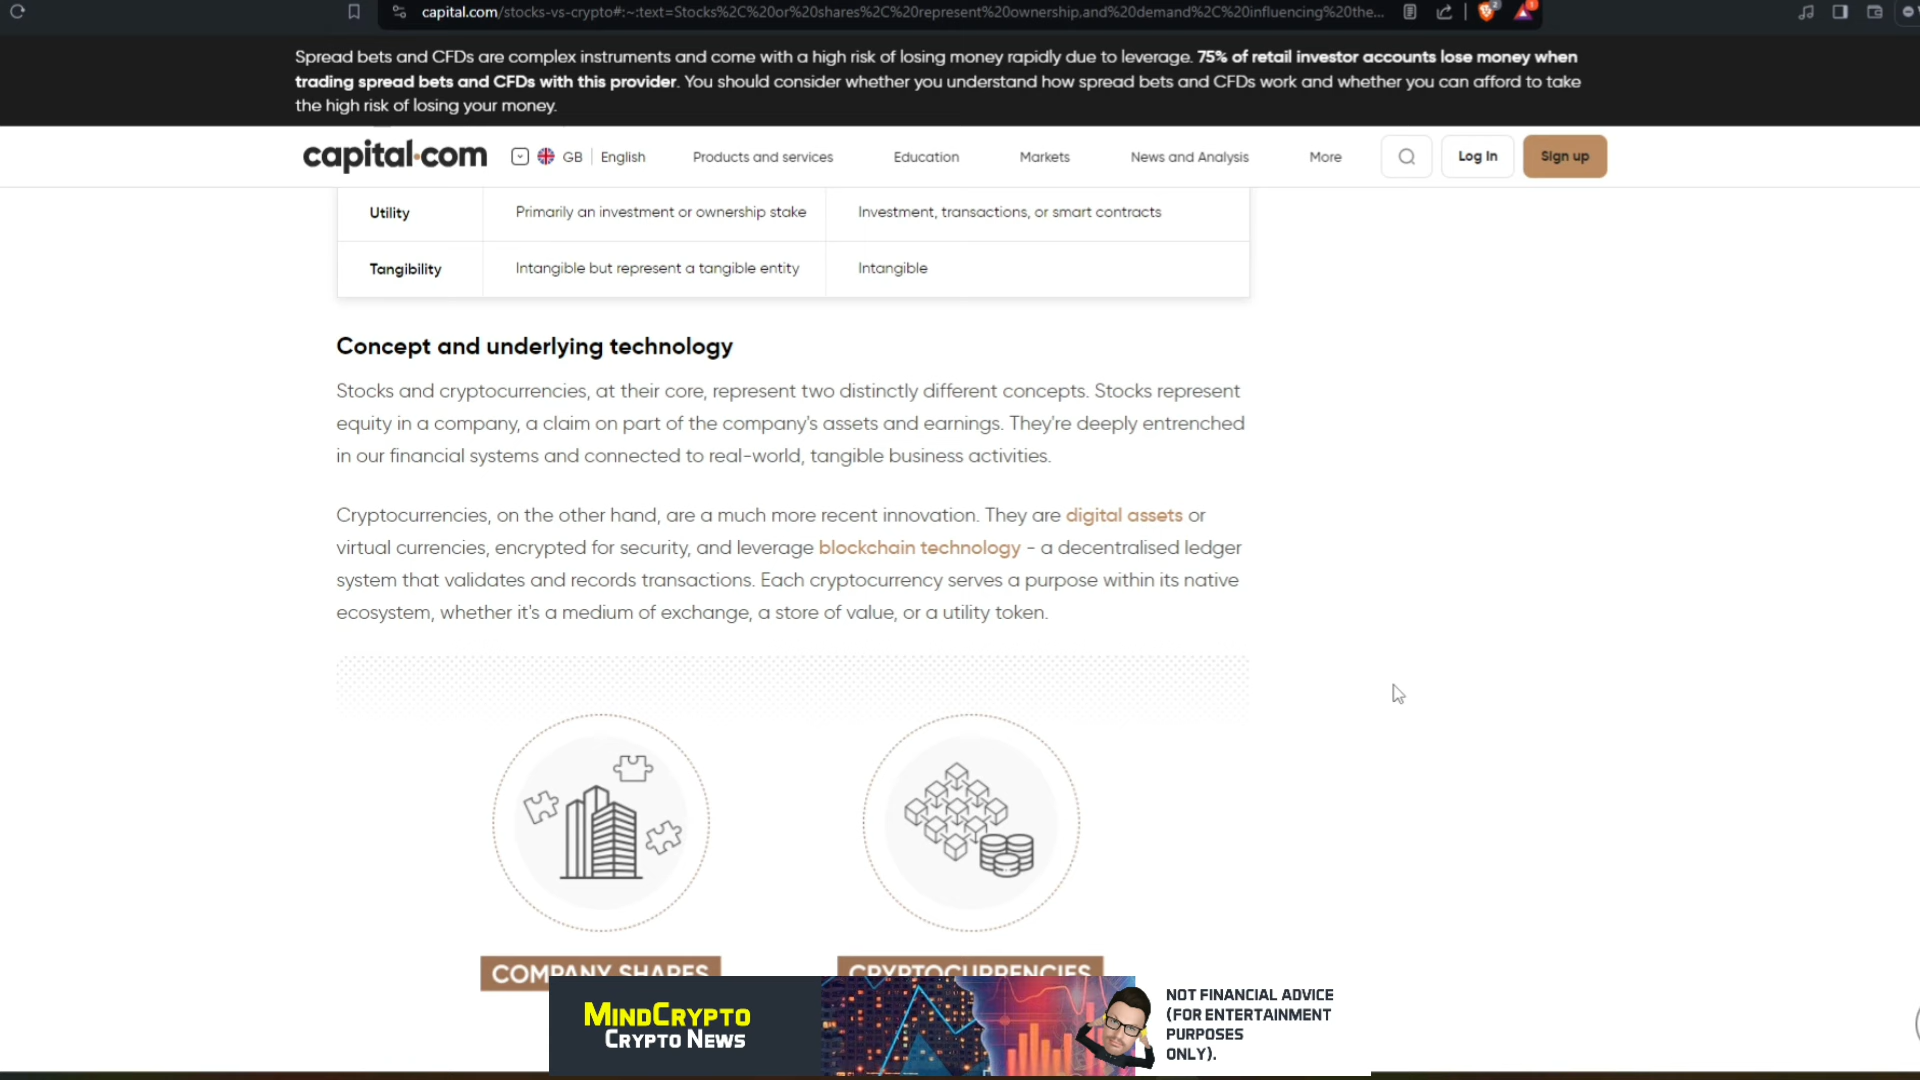 capital.com/stocks-vs-crypto#:~:text=Stocks%2C%20or%20shares%2C%20represent%20ownership,and%20demand%2C%20influencing%20the...
Spread bets and CFDs are complex instruments and come with a high risk of losing money rapidly due to leverage. 75% of retail investor accounts lose money when
trading spread bets and CFDs with this provider. You should consider whether you understand how spread bets and CFDs work and whether you can afford to take
the high risk of losing your money.
capital.com GB English Products and services Education Markets News and Analysis More Log In Sign up
Utility Primarily an investment or ownership stake Investment, transactions, or smart contracts
Tangibility Intangible but represent a tangible entity Intangible
Concept and underlying technology
Stocks and cryptocurrencies, at their core, represent two distinctly different concepts. Stocks represent
equity in a company, a claim on part of the company's assets and earnings. They're deeply entrenched
in our financial systems and connected to real-world, tangible business activities.
Cryptocurrencies, on the other hand, are a much more recent innovation. They are digital assets or
virtual currencies, encrypted for security, and leverage blockchain technology - a decentralised ledger
system that validates and records transactions. Each cryptocurrency serves a purpose within its native
ecosystem, whether it's a medium of exchange, a store of value, or a utility token.
COMPANY SHARES CRYPTOCURRENCIES
MINDCRYPTO
CRYPTO NEWS
NOT FINANCIAL ADVICE
(FOR ENTERTAINMENT
PURPOSES
ONLY).